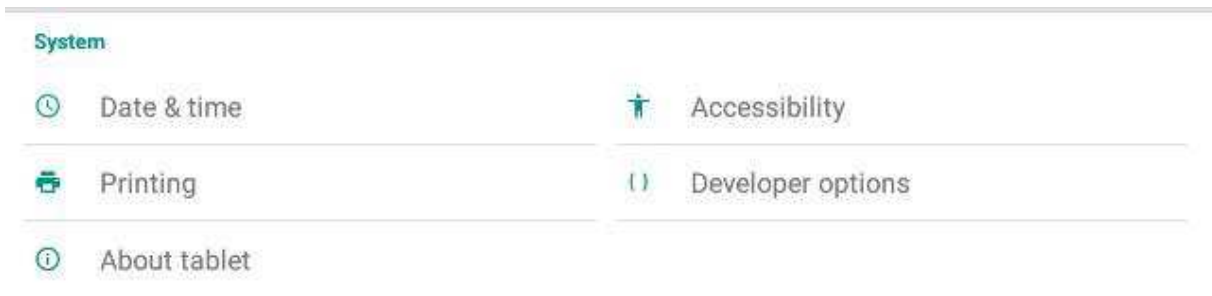 System
Date & time
Accessibility
Printing
Developer options
About tablet